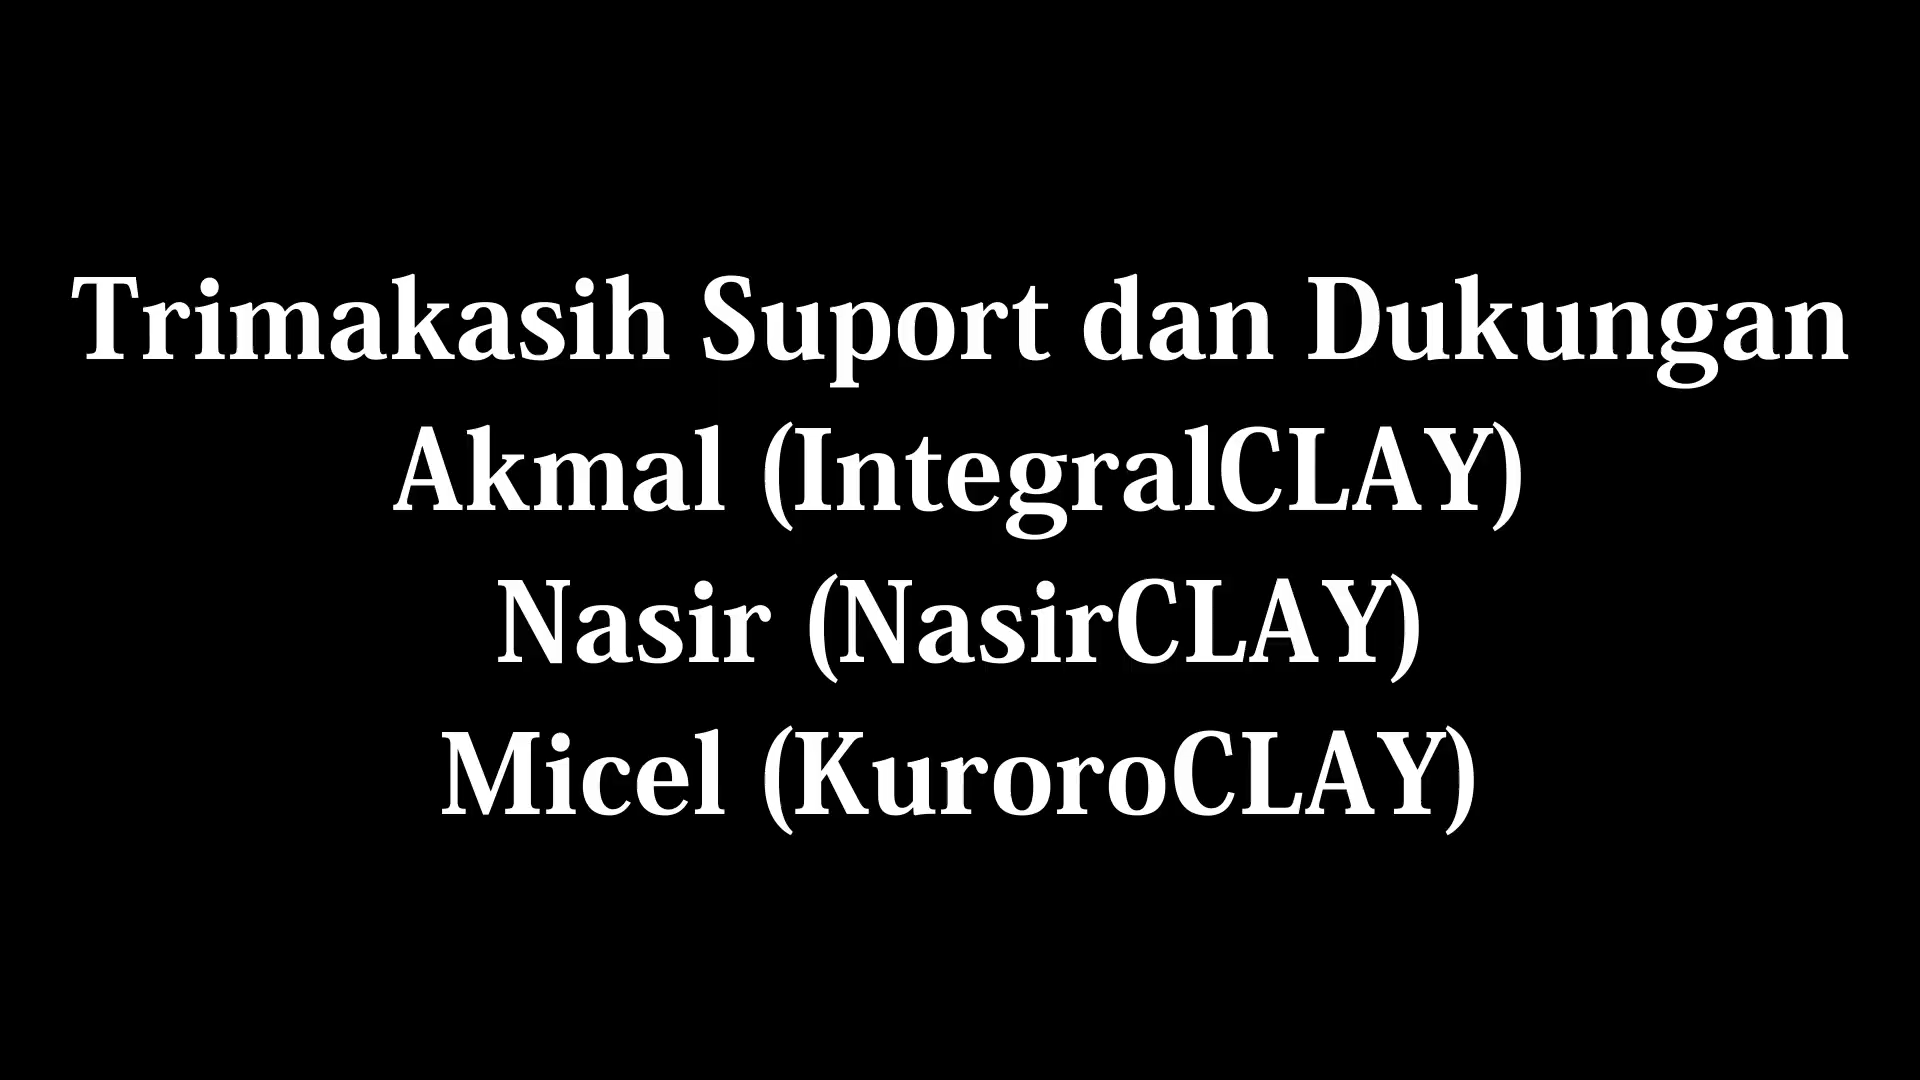 Trimakasih Suport dan Dukungan
Akmal (IntegralCLAY)
Nasir (NasirCLAY)
Micel (KuroroCLAY)